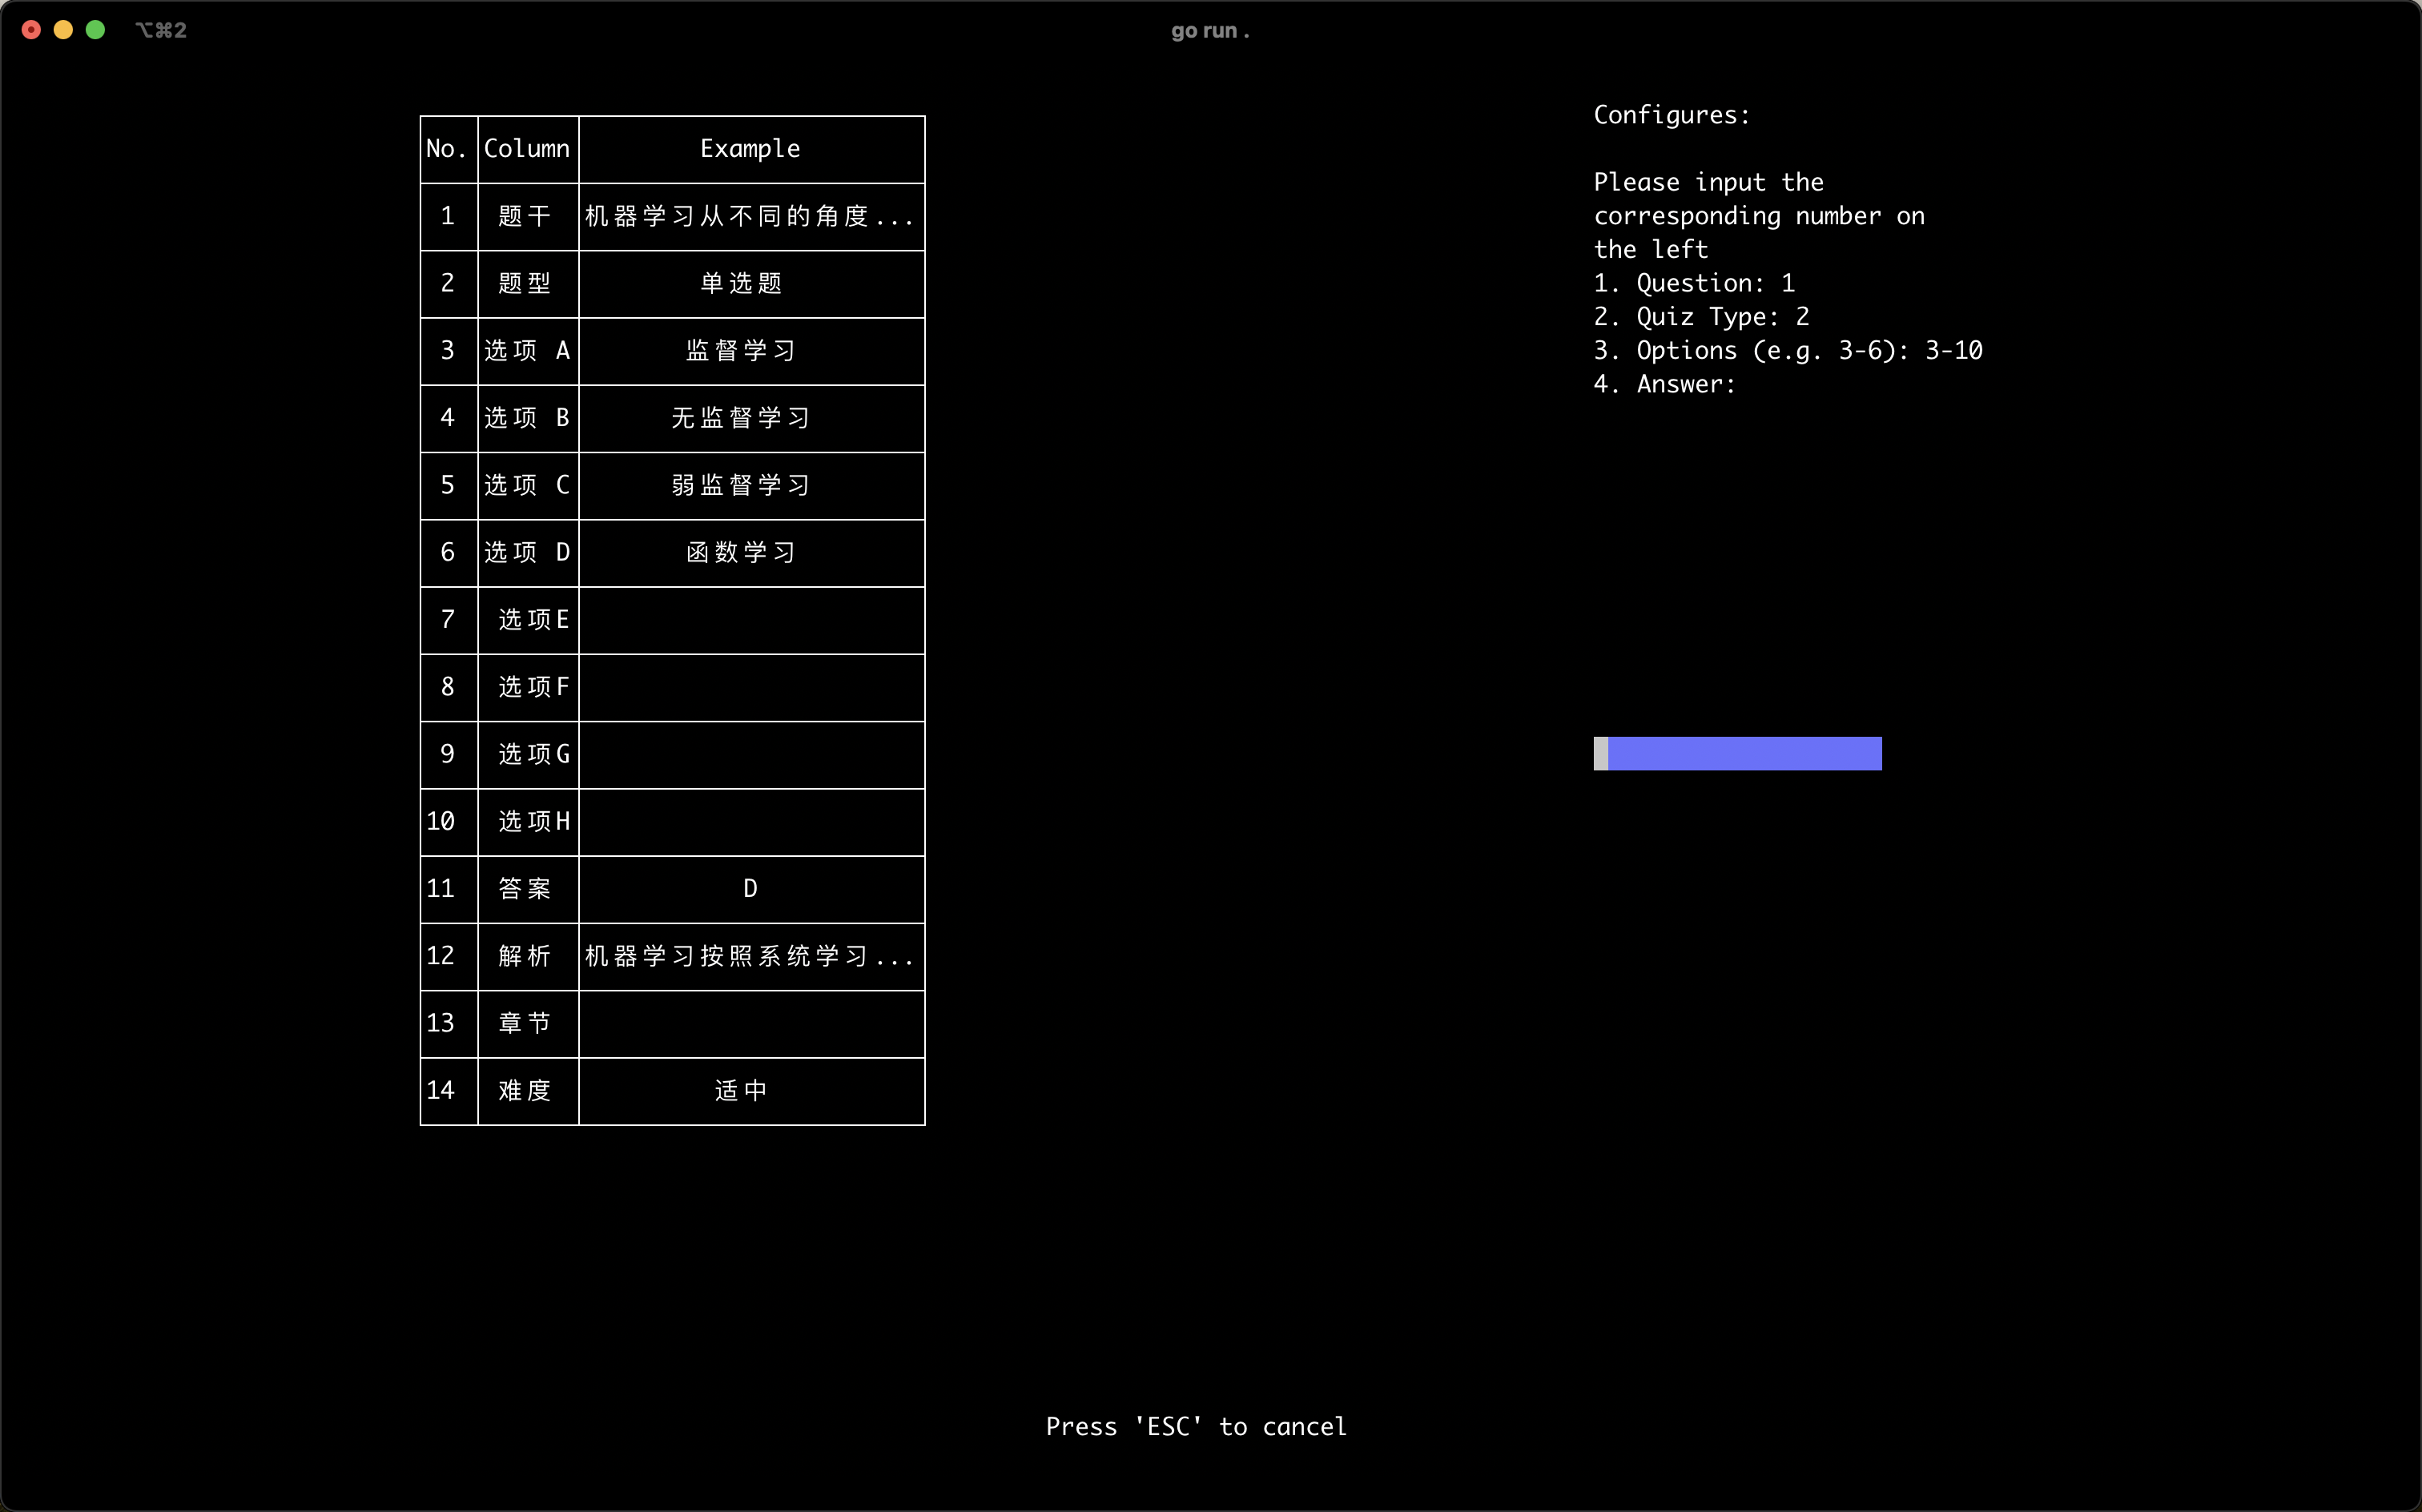 ⌥⌘2
go run .
No. Column Example
1 题干 机器学习从不同的角度...
2 题型 单选题
3 选项 A 监督学习
4 选项 B 无监督学习
5 选项 C 弱监督学习
6 选项 D 函数学习
7 选项E
8 选项F
9 选项G
10 选项H
11 答案 D
12 解析 机器学习按照系统学习...
13 章节
14 难度 适中
Configures:
Please input the
corresponding number on
the left
1. Question: 1
2. Quiz Type: 2
3. Options (e.g. 3-6): 3-10
4. Answer:
Press 'ESC' to cancel